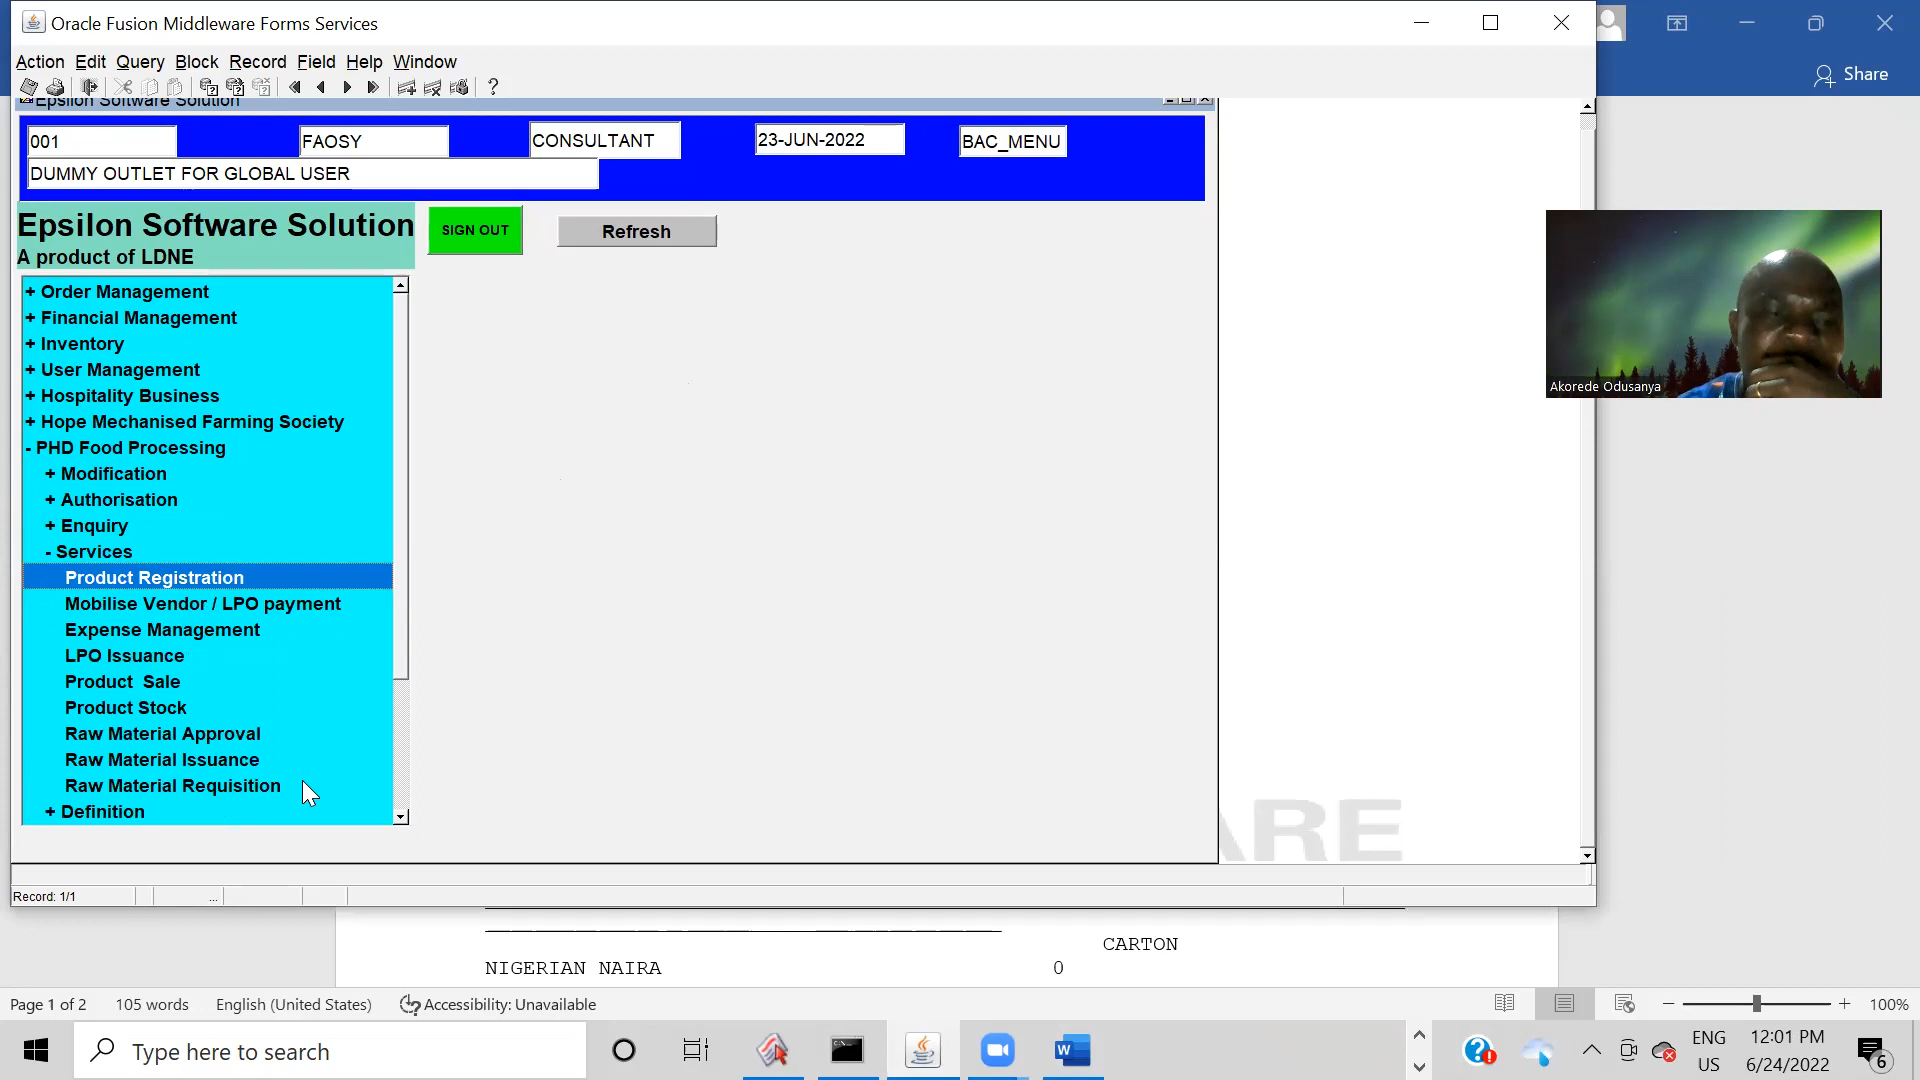 Oracle Fusion Middleware Forms Services
Action Edit Query Block Record Field Help Window
Share
Epsilon Software Solution
001 FAOSY CONSULTANT 23-JUN-2022 BAC_MENU
DUMMY OUTLET FOR GLOBAL USER
Epsilon Software Solution
A product of LDNE
SIGN OUT
Refresh
+ Order Management
+ Financial Management
+ Inventory
+ User Management
+ Hospitality Business
+ Hope Mechanised Farming Society
- PHD Food Processing
+ Modification
+ Authorisation
+ Enquiry
- Services
Product Registration
Mobilise Vendor / LPO payment
Expense Management
LPO Issuance
Product Sale
Product Stock
Raw Material Approval
Raw Material Issuance
Raw Material Requisition
+ Definition
Akorede Odusanya
ARE
Record: 1/1 ...
CARTON
NIGERIAN NAIRA 0
Page 1 of 2 105 words English (United States) Accessibility: Unavailable 100%
Type here to search
ENG
US
12:01 PM
6/24/2022
6